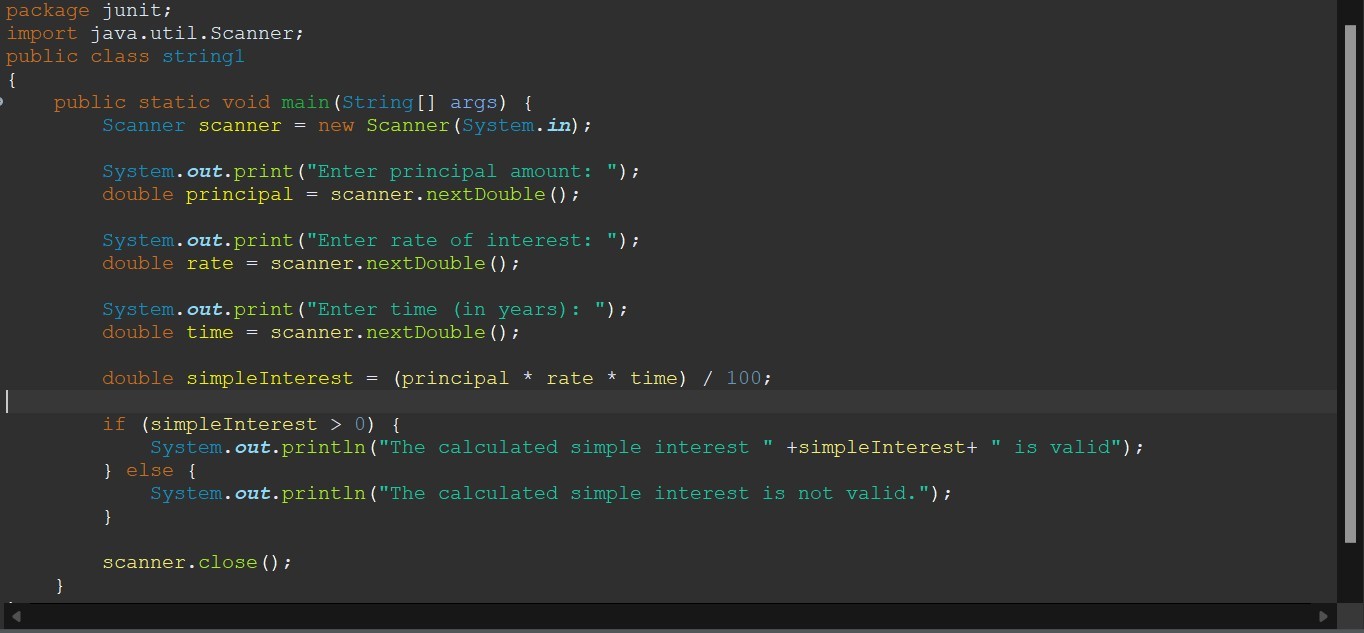 package junit;
import java.util.Scanner;
public class string1
{
    public static void main(String[] args) {
        Scanner scanner = new Scanner(System.in);

        System.out.print("Enter principal amount: ");
        double principal = scanner.nextDouble();

        System.out.print("Enter rate of interest: ");
        double rate = scanner.nextDouble();

        System.out.print("Enter time (in years): ");
        double time = scanner.nextDouble();

        double simpleInterest = (principal * rate * time) / 100;

        if (simpleInterest > 0) {
            System.out.println("The calculated simple interest " +simpleInterest+ " is valid");
        } else {
            System.out.println("The calculated simple interest is not valid.");
        }

        scanner.close();
    }